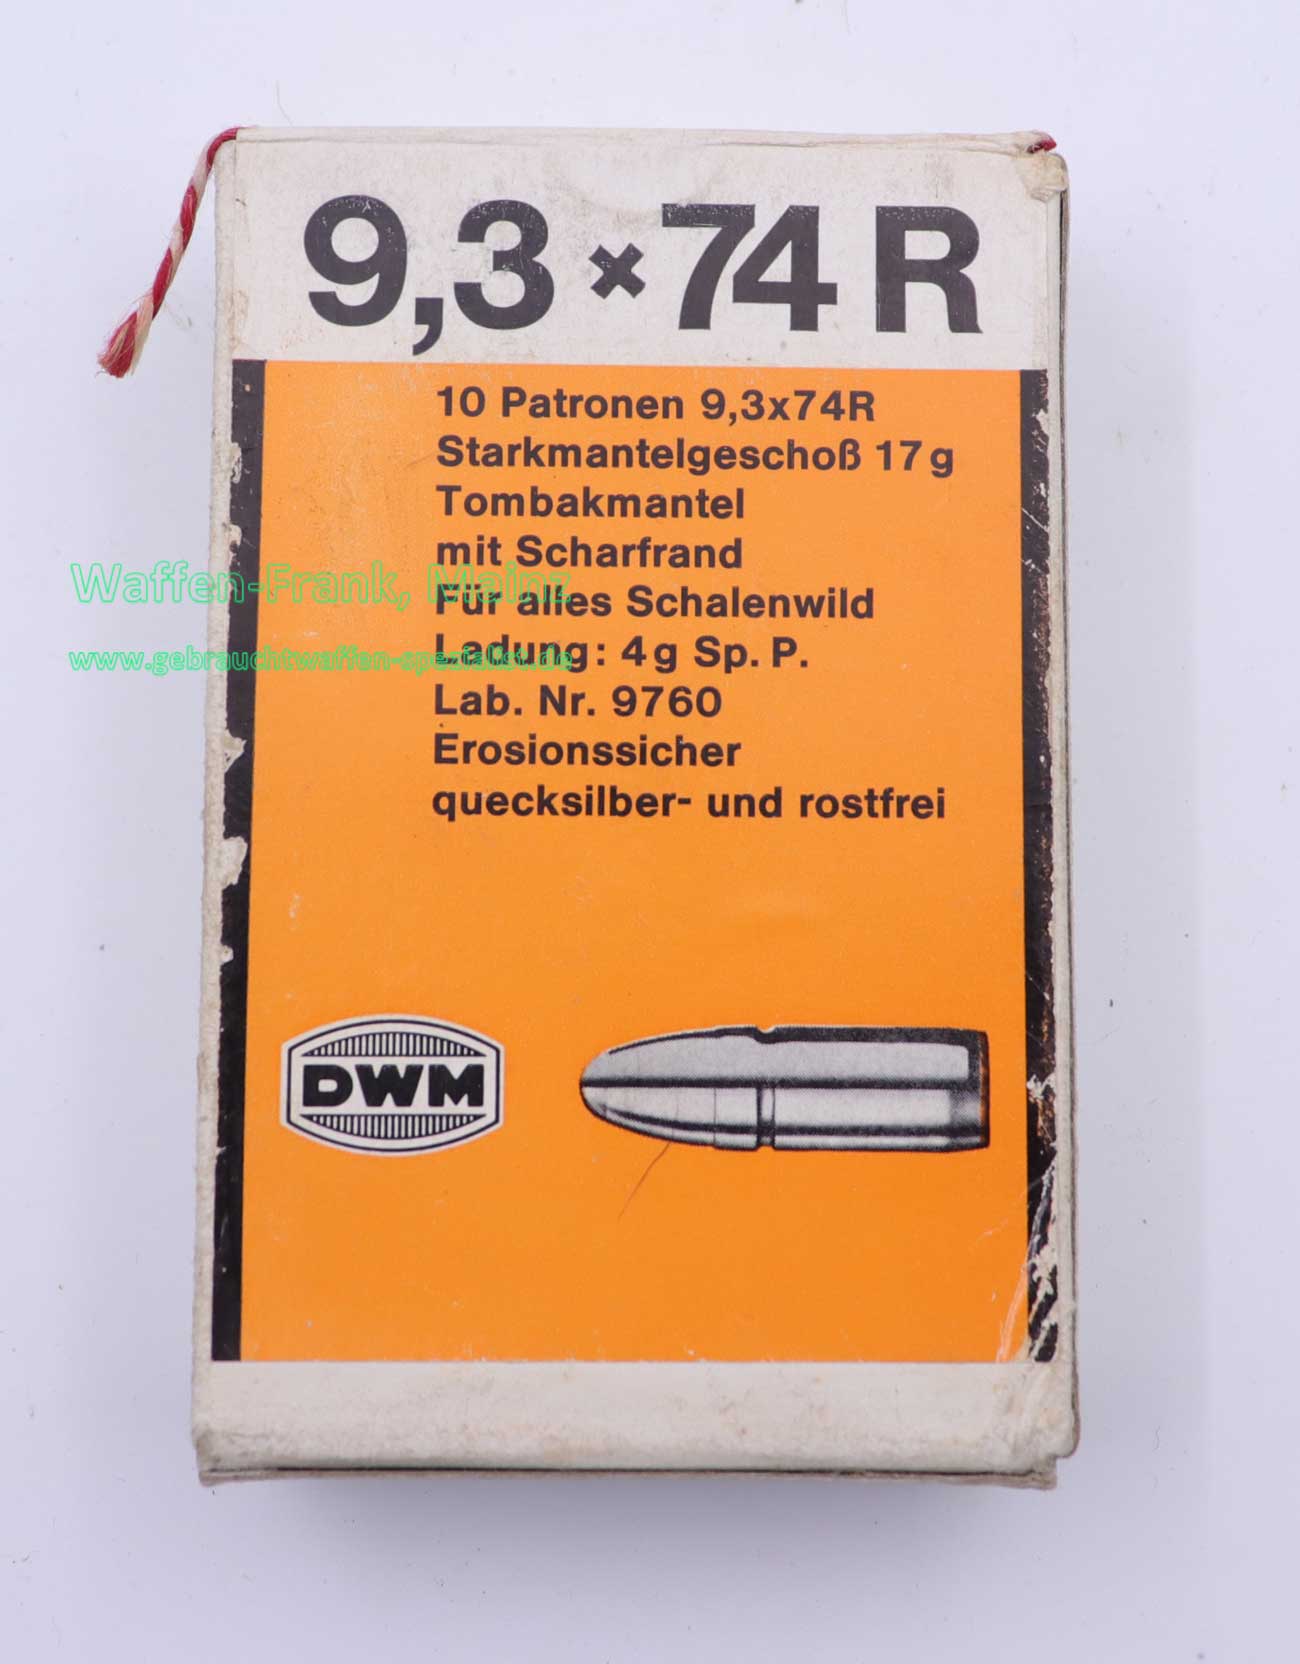 9,3 × 74 R
10 Patronen 9,3x74R
Starkmantelgeschoß 17 g
Tombakmantel
mit Scharfrand
Waffen-Frank, Mainz
Für alles Schalenwild
www.gebrauchtwaffen-spezialist.de
Ladung: 4 g Sp. P.
Lab. Nr. 9760
Erosionssicher
quecksilber- und rostfrei
DWM